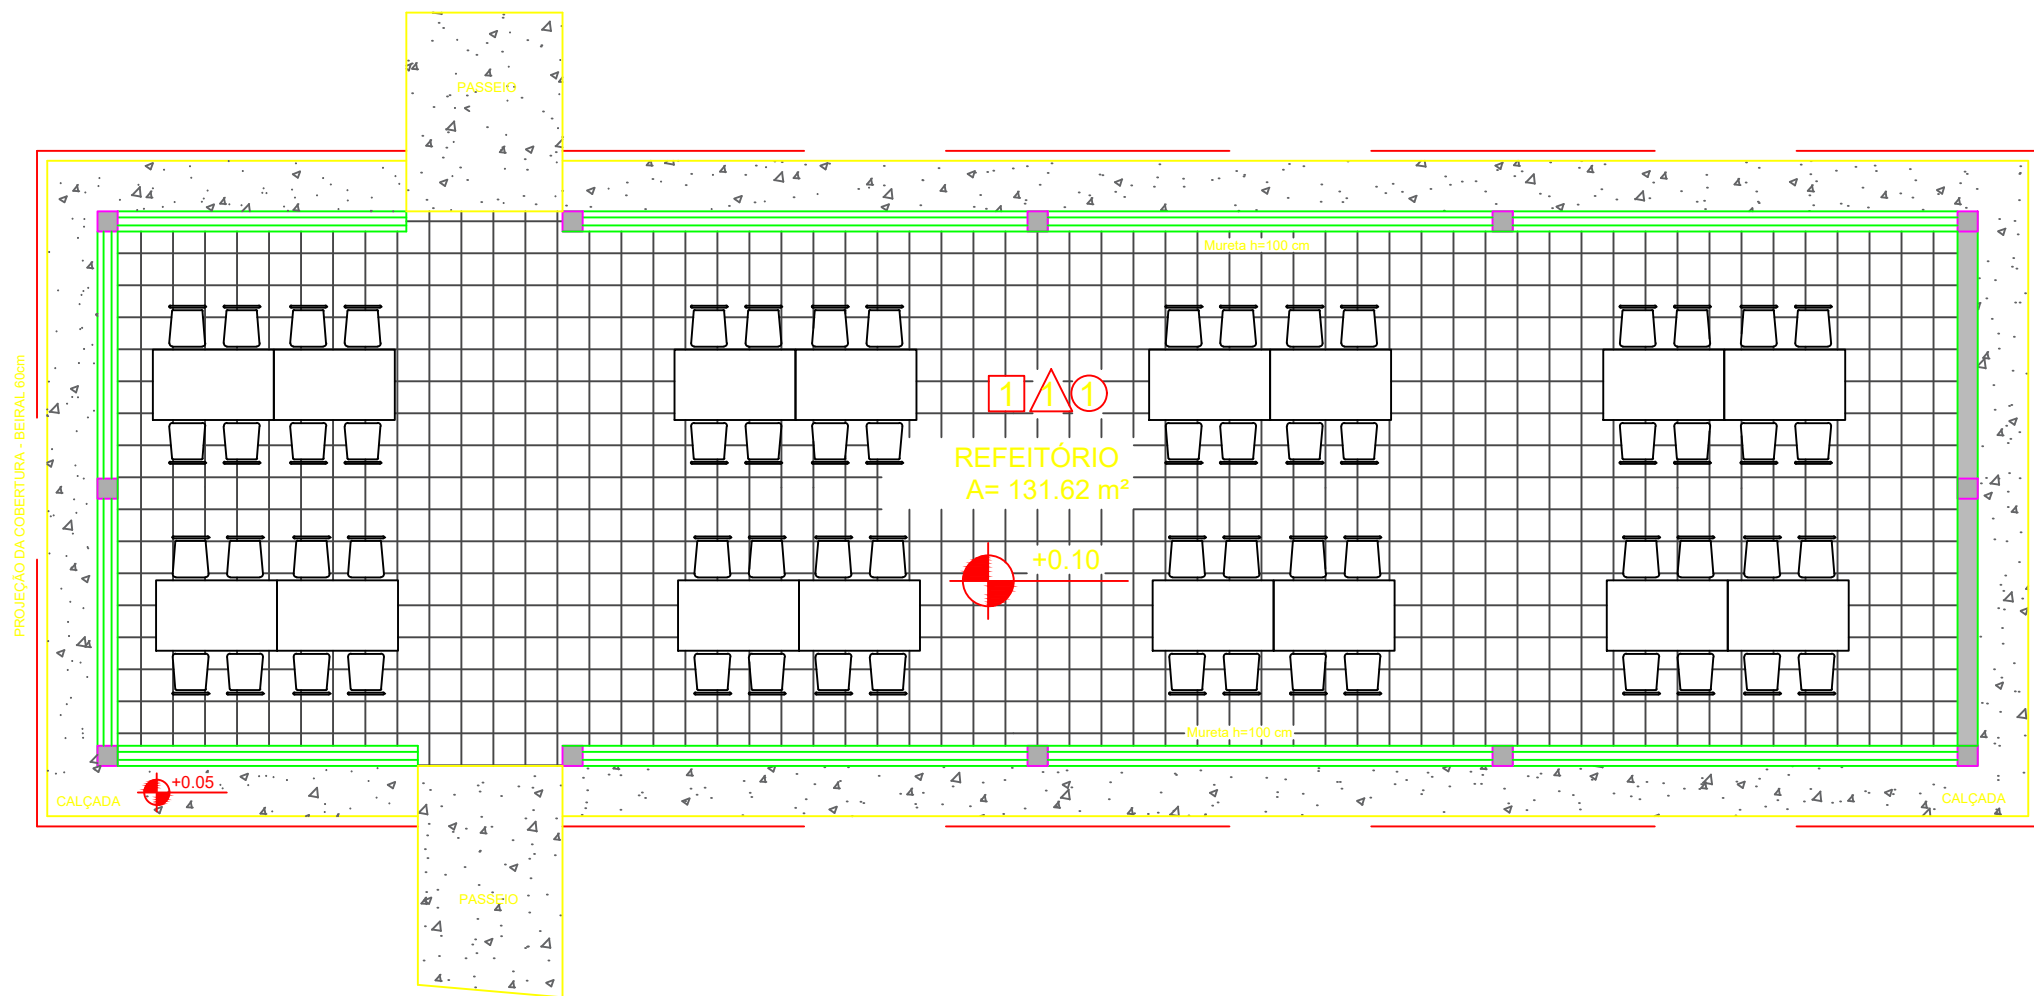 PASSEIO
Mureta h=100 cm
PROJEÇÃO DA COBERTURA - BEIRAL 60cm
1 1 1
REFEITÓRIO
A= 131.62 m²
+0.10
Mureta h=100 cm
+0.05
CALÇADA
CALÇADA
PASSEIO